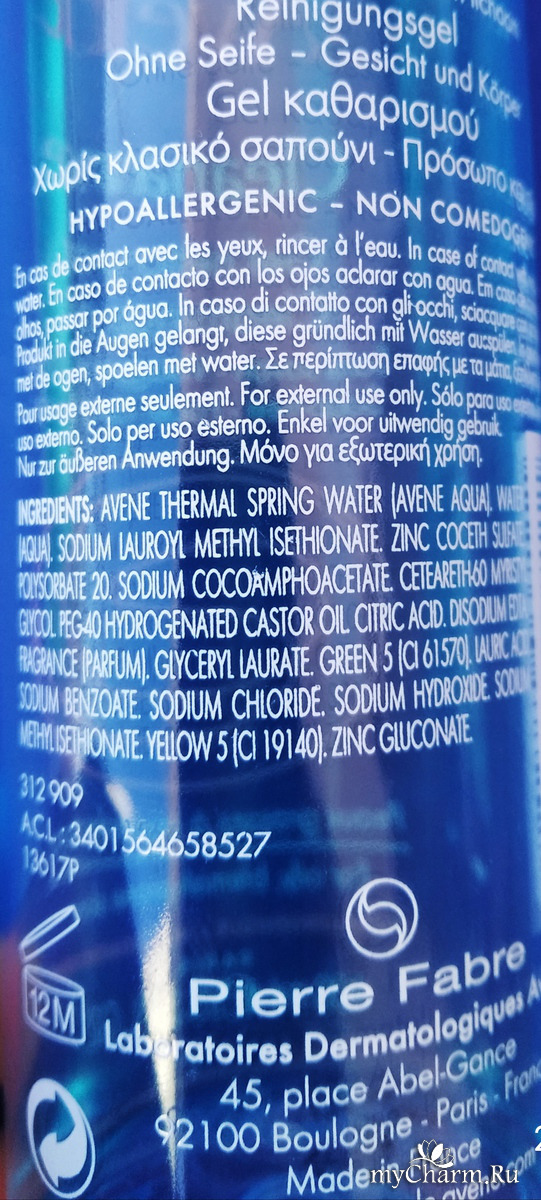 Reinigungsgel
Ohne Seife - Gesicht und Körper
Gel καθαρισμού
Χωρίς κλασικό σαπούνι - Πρόσωπο
HYPOALLERGENIC – NON COMEDOGEN
En cas de contact avec les yeux, rincer à l'eau. In case of contact
water. En caso de contacto con los ojos aclarar con agua. Em caso
olhos, passar por água. In caso di contatto con gli occhi, sciacquare
Produkt in die Augen gelangt, diese gründlich mit Wasser ausspülen.
met de ogen, spoelen met water. Σε περίπτωση επαφής με τα μάτια,
Pour usage externe seulement. For external use only. Sólo para uso
uso externo. Solo per uso esterno. Enkel voor uitwendig gebruik.
Nur zur äußeren Anwendung. Μόνο για εξωτερική χρήση.
INGREDIENTS: AVENE THERMAL SPRING WATER (AVENE AQUA). WATER
(AQUA). SODIUM LAUROYL METHYL ISETHIONATE. ZINC COCETH SULFATE.
POLYSORBATE 20. SODIUM COCOAMPHOACETATE. CETEARETH-60 MYRISTYL
GLYCOL. PEG-40 HYDROGENATED CASTOR OIL. CITRIC ACID. DISODIUM EDTA.
FRAGRANCE (PARFUM). GLYCERYL LAURATE. GREEN 5 (CI 61570). LAURIC ACID.
SODIUM BENZOATE. SODIUM CHLORIDE. SODIUM HYDROXIDE. SODIUM
METHYL ISETHIONATE. YELLOW 5 (CI 19140). ZINC GLUCONATE.
312 909
A.C.L.: 3401564658527
13617P
12M
Pierre Fabre
Laboratoires Dermatologiques Av
45, place Abel-Gance
92100 Boulogne - Paris - France
Made in France
avene.com
myCharm.Ru